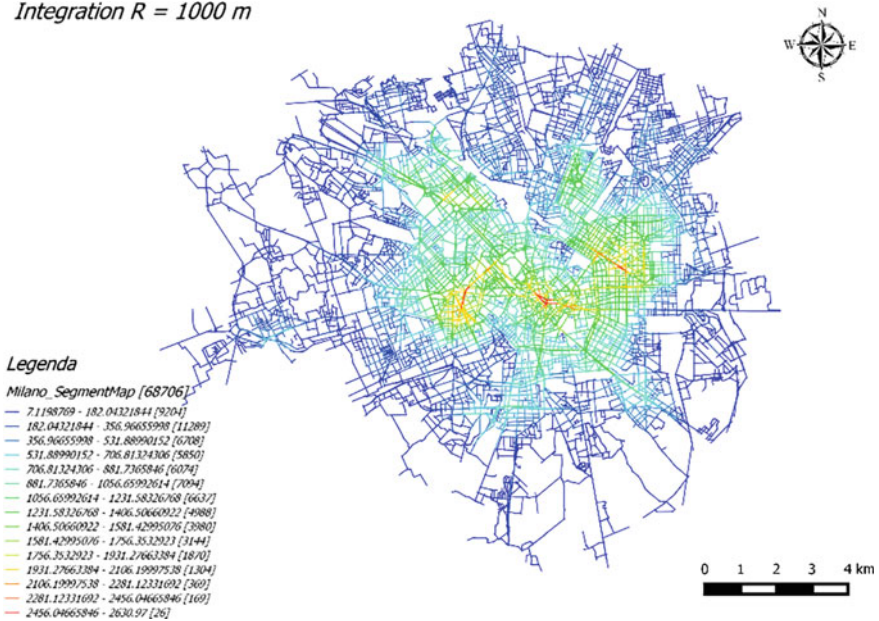 Integration R = 1000 m
N
W E
S
Legenda
Milano_SegmentMap [68706]
7.1198769 - 182.04321844 [9204]
182.04321844 - 356.96655998 [11289]
356.96655998 - 531.88990152 [6708]
531.88990152 - 706.81324306 [5850]
706.81324306 - 881.7365846 [6074]
881.7365846 - 1056.65992614 [7094]
1056.65992614 - 1231.58326768 [6637]
1231.58326768 - 1406.50660922 [4988]
1406.50660922 - 1581.42995076 [3980]
1581.42995076 - 1756.3532923 [3144]
1756.3532923 - 1931.27663384 [1870]
1931.27663384 - 2106.19997538 [1304]
2106.19997538 - 2281.12331692 [369]
2281.12331692 - 2456.04665846 [169]
2456.04665846 - 2630.97 [26]
0 1 2 3 4 km